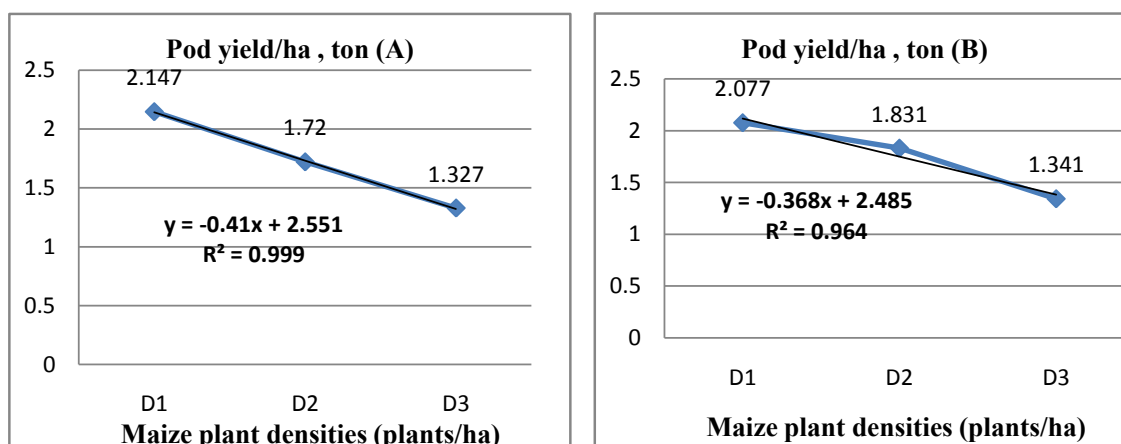 Pod yield/ha , ton (A)
2.5
2
1.5
1
0.5
0
2.147
1.72
1.327
y = -0.41x + 2.551
R² = 0.999
D1 D2 D3
Maize plant densities (plants/ha)
Pod yield/ha , ton (B)
2.5
2
1.5
1
0.5
0
2.077
1.831
1.341
y = -0.368x + 2.485
R² = 0.964
D1 D2 D3
Maize plant densities (plants/ha)